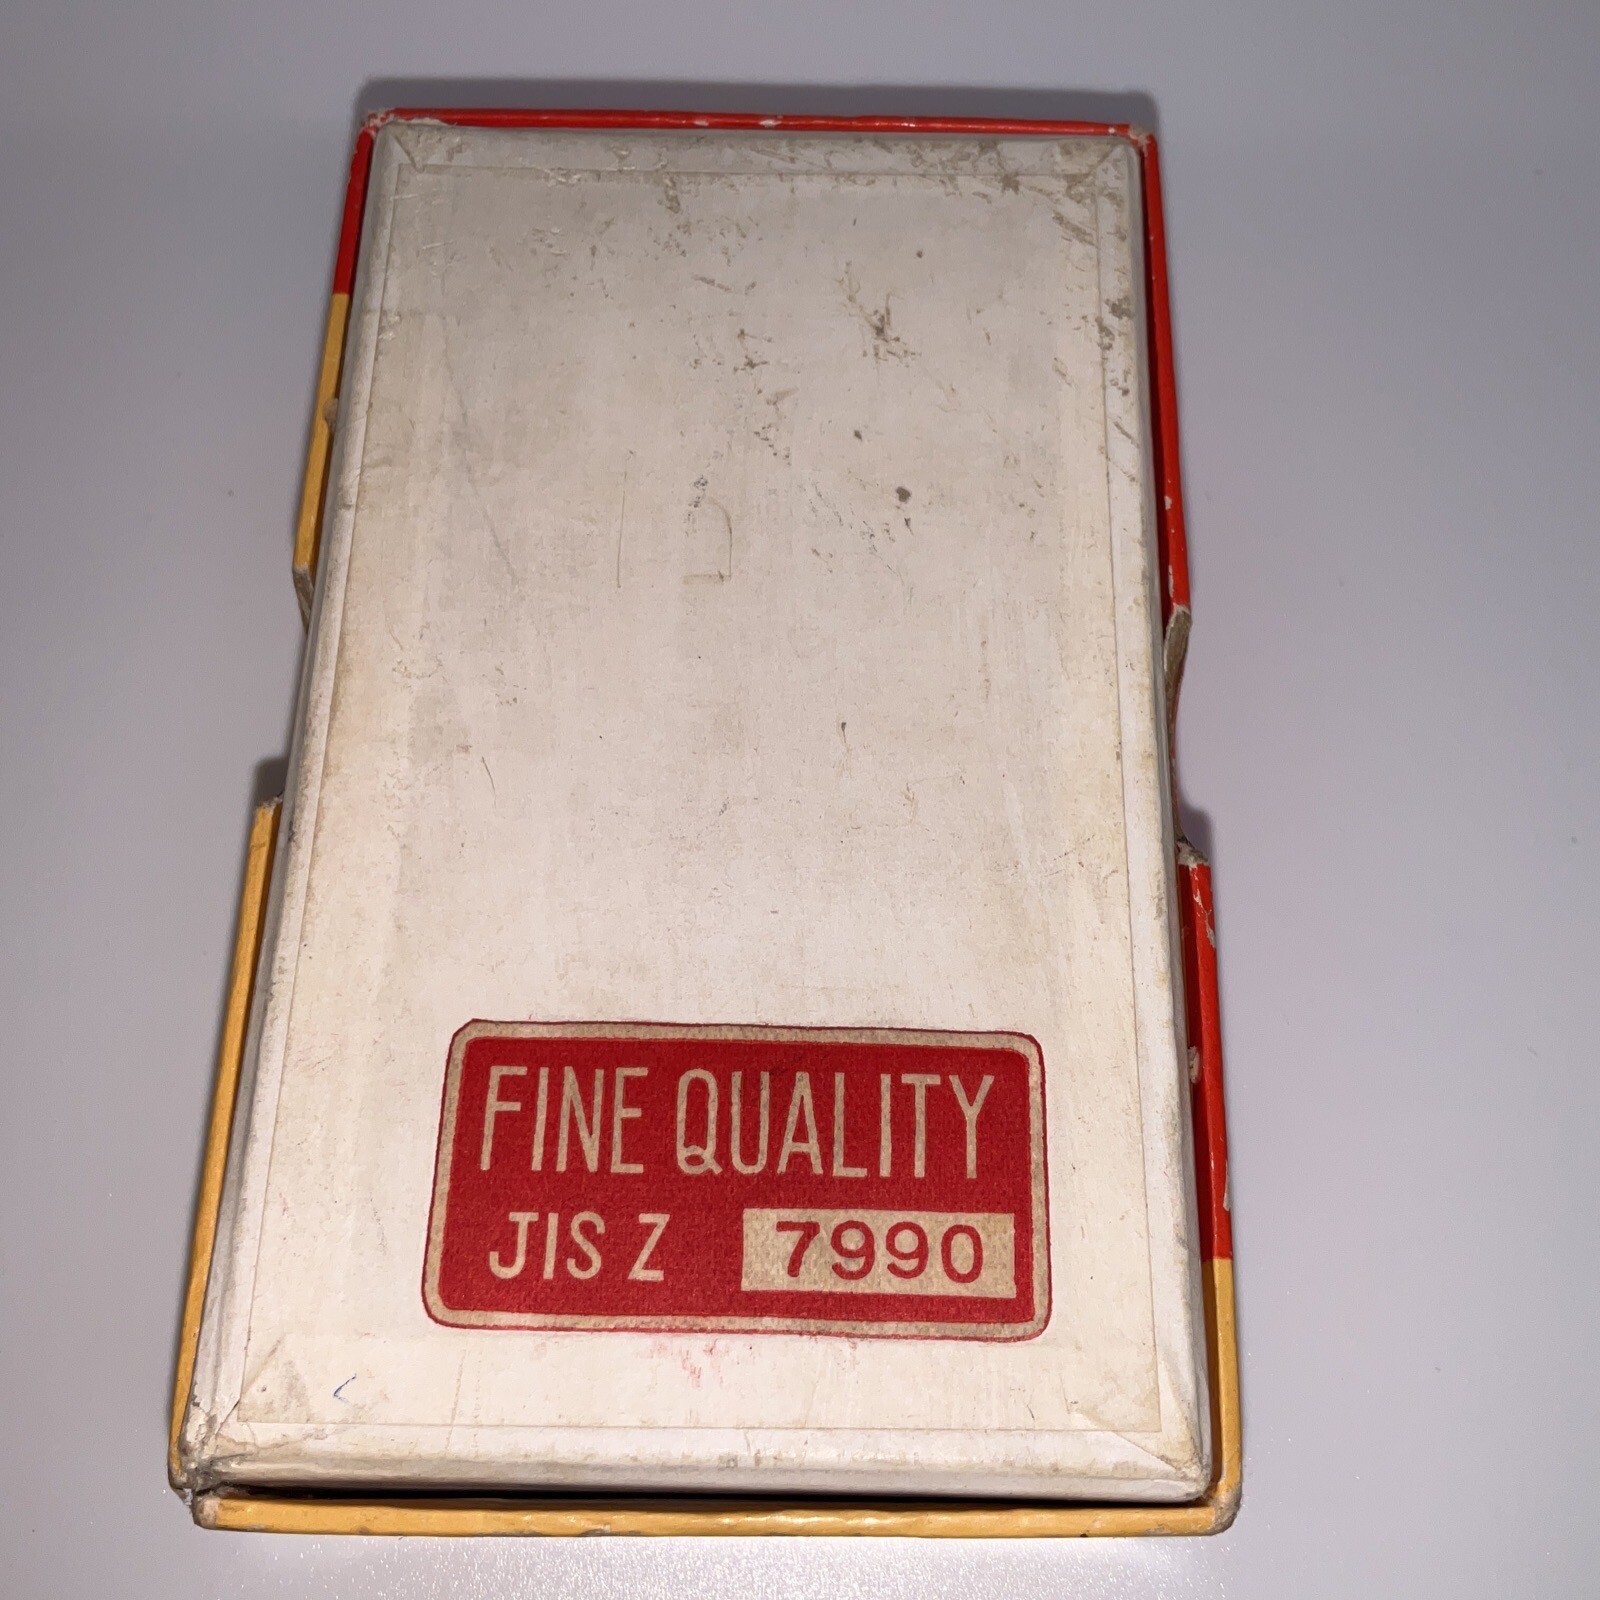 FINE QUALITY
JIS Z 7990